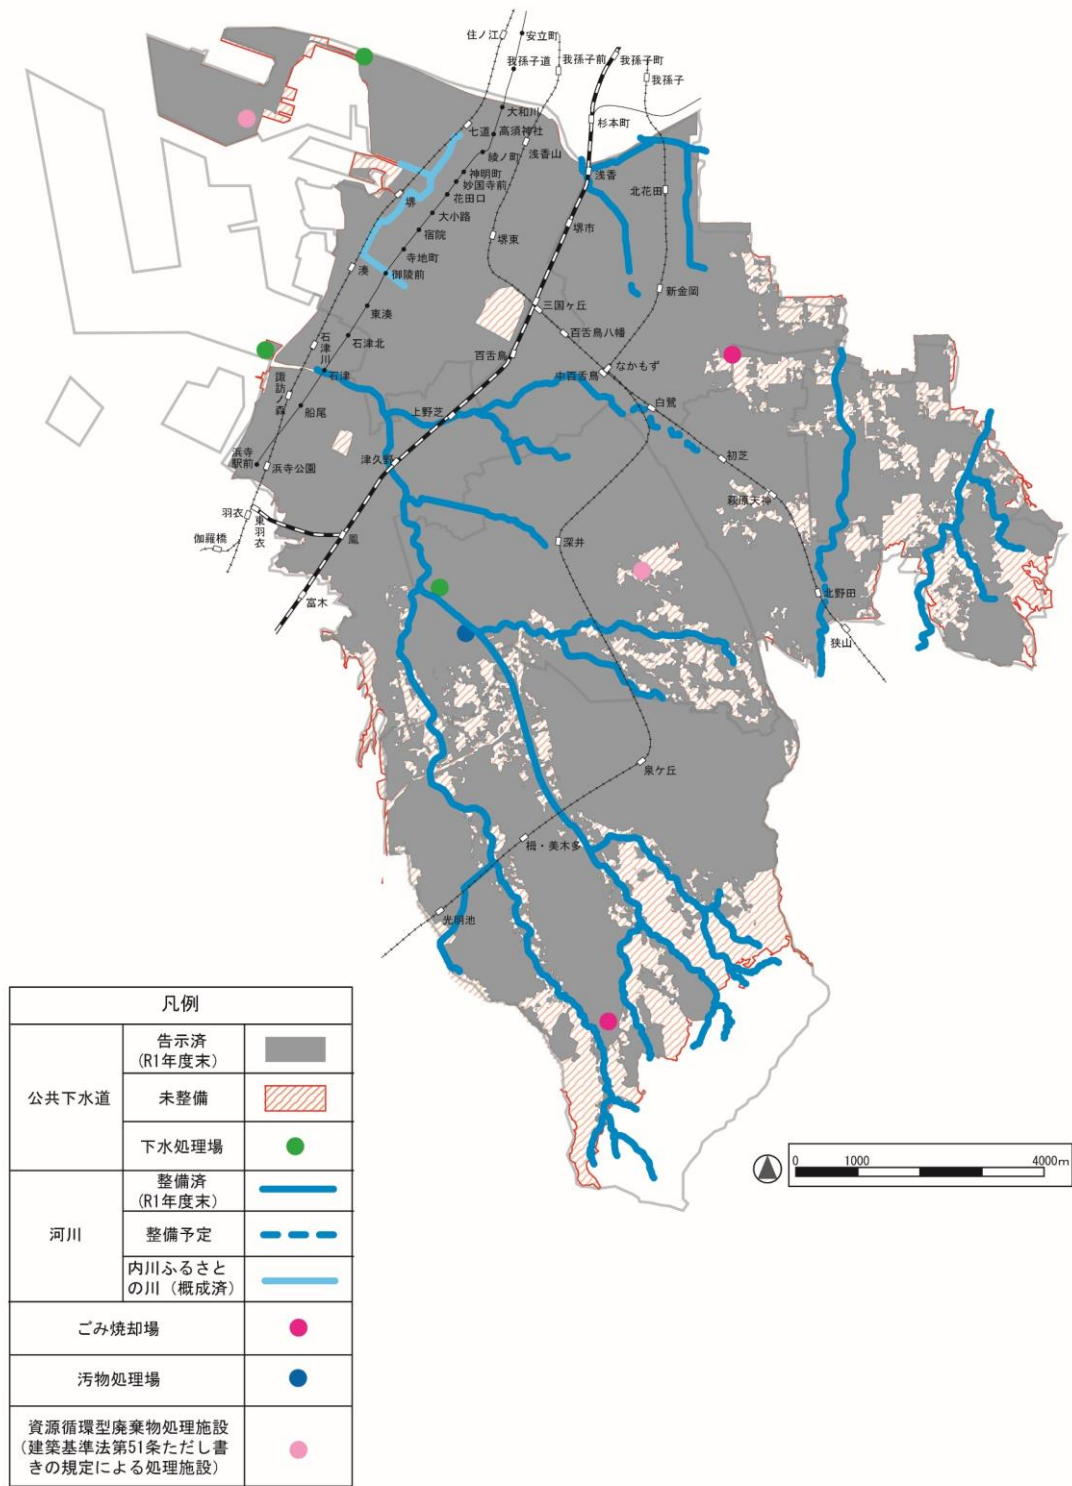 住ノ江
安立町
我孫子道
我孫子前
我孫子町
我孫子
大和川
杉本町
七道
高須神社
綾ノ町
浅香山
神明町
妙国寺前
浅香
堺
花田口
北花田
大小路
堺市
宿院
堺東
寺地町
湊
御陵前
新金岡
三国ヶ丘
東湊
百舌鳥八幡
石津川
石津北
百舌鳥
なかもず
中百舌鳥
石津
諏訪ノ森
船尾
上野芝
白鷺
浜寺
駅前
浜寺公園
津久野
初芝
萩原天神
羽衣
東羽衣
伽羅橋
鳳
深井
富木
北野田
狭山
泉ケ丘
栂・美木多
光明池
凡例
公共下水道
告示済
(R1年度末)
未整備
下水処理場
河川
整備済
(R1年度末)
整備予定
内川ふるさと
の川（概成済）
ごみ焼却場
汚物処理場
資源循環型廃棄物処理施設
（建築基準法第51条ただし書
きの規定による処理施設）
0 1000 4000m